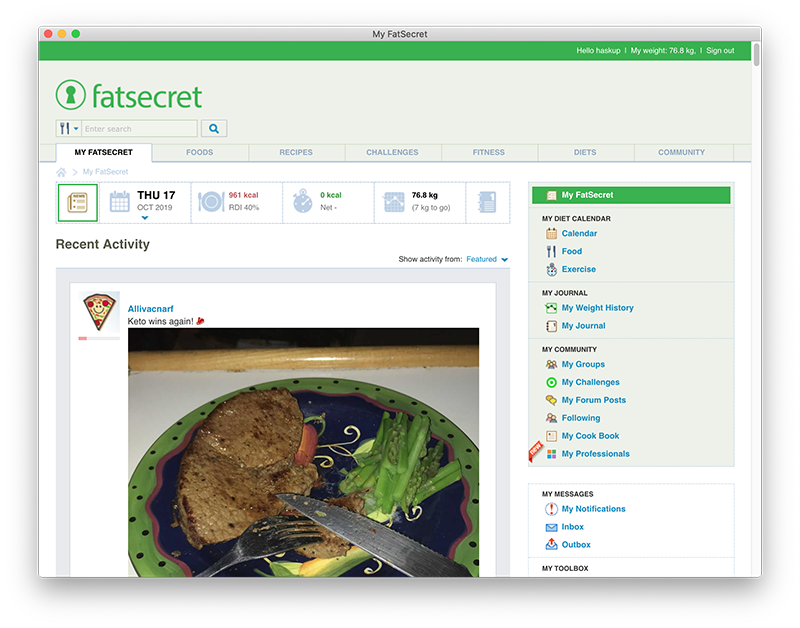 My FatSecret
Hello haskup | My weight: 76.8 kg, | Sign out
fatsecret
Enter search
MY FATSECRET FOODS RECIPES CHALLENGES FITNESS DIETS COMMUNITY
My FatSecret
NEWS
THU 17
OCT 2019
961 kcal
RDI 40%
0 kcal
Net -
76.8 kg
(7 kg to go)
Recent Activity
Show activity from: Featured
Allivacnarf
Keto wins again!
My FatSecret
MY DIET CALENDAR
Calendar
Food
Exercise
MY JOURNAL
My Weight History
My Journal
MY COMMUNITY
My Groups
My Challenges
My Forum Posts
Following
My Cook Book
NEW
My Professionals
MY MESSAGES
My Notifications
Inbox
Outbox
MY TOOLBOX